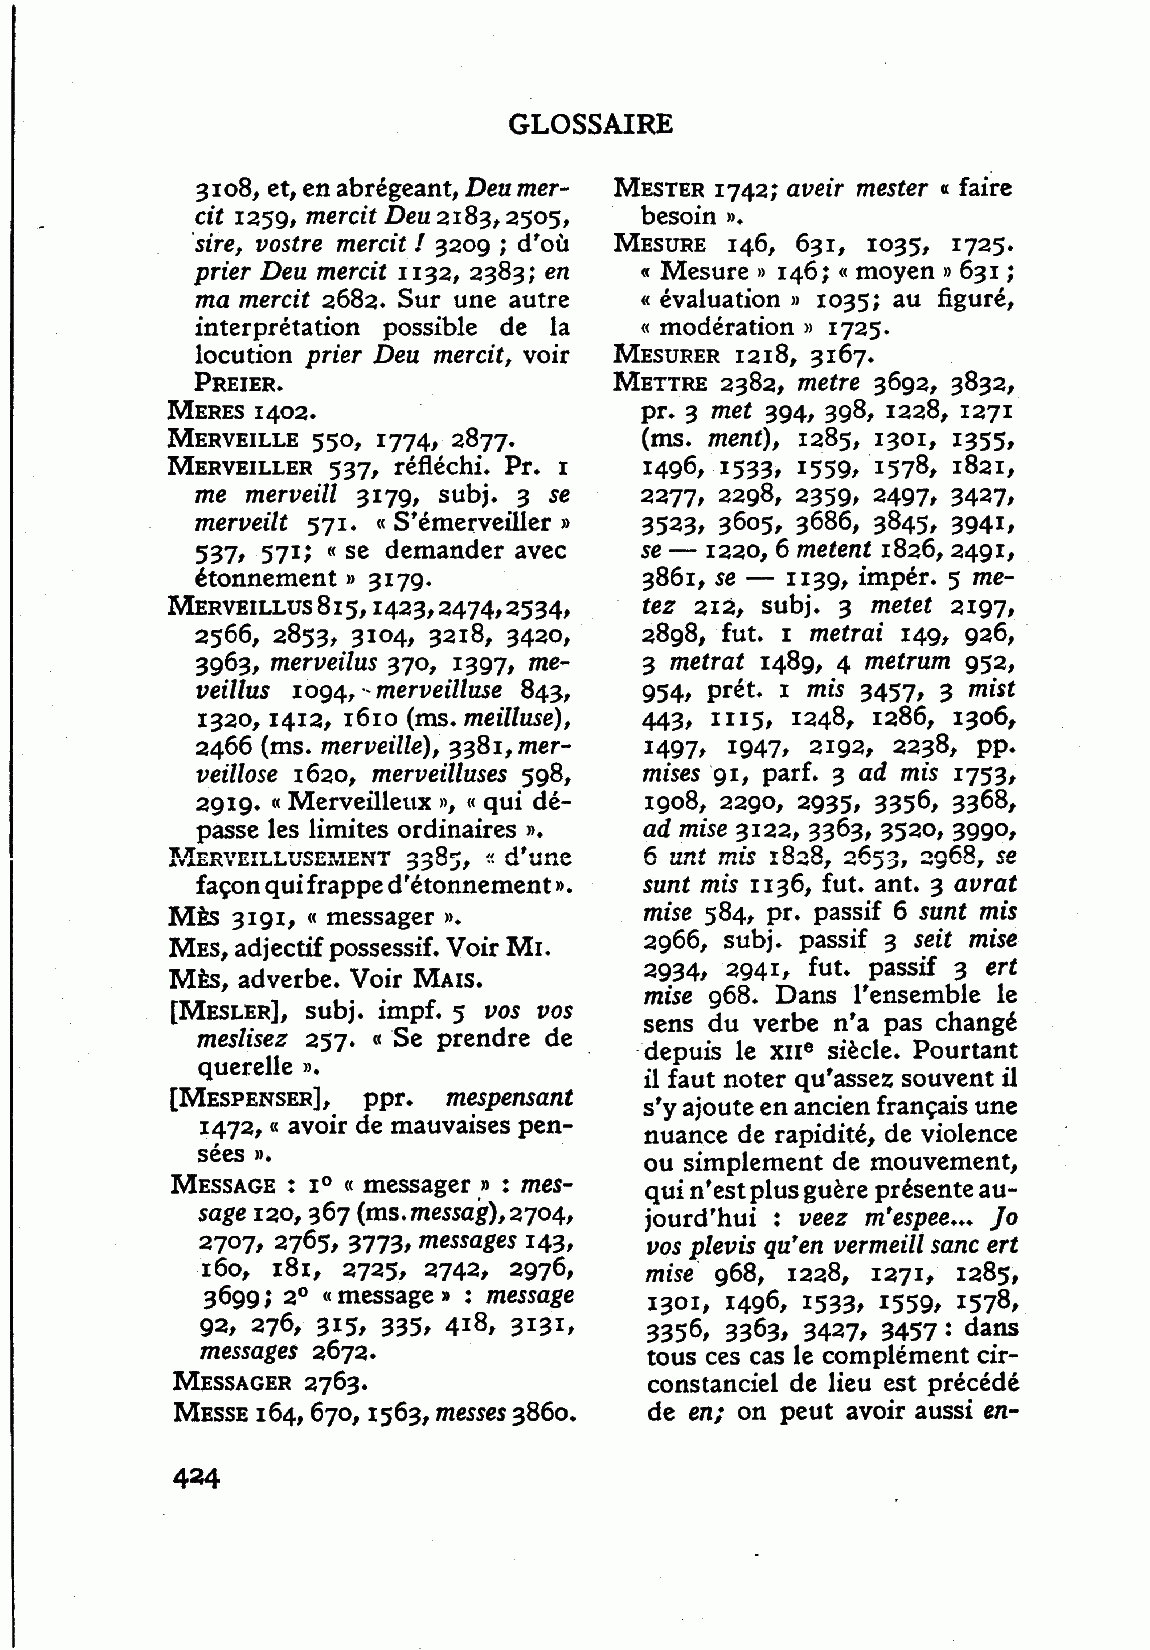 GLOSSAIRE
3108, et, en abrégeant, Deu mer-
cit 1259, mercit Deu 2183, 2505,
sire, vostre mercit ! 3209 ; d'où
prier Deu mercit 1132, 2383; en
ma mercit 2682. Sur une autre
interprétation possible de la
locution prier Deu mercit, voir
PREIER.
MERES 1402.
MERVEILLE 550, 1774, 2877.
MERVEILLER 537, réfléchi. Pr. 1
me merveill 3179, subj. 3 se
merveilt 571. « S'émerveiller »
537, 571; « se demander avec
étonnement » 3179.
MERVEILLUS 815, 1423, 2474, 2534,
2566, 2853, 3104, 3218, 3420,
3963, merveilus 370, 1397, me-
veillus 1094, merveilluse 843,
1320, 1412, 1610 (ms. meilluse),
2466 (ms. merveille), 3381, mer-
veillose 1620, merveilluses 598,
2919. « Merveilleux », « qui dé-
passe les limites ordinaires ».
MERVEILLUSEMENT 3385, « d'une
façon qui frappe d'étonnement ».
MÈS 3191, « messager ».
MES, adjectif possessif. Voir MI.
MÈS, adverbe. Voir MAIS.
[MESLER], subj. impf. 5 vos vos
meslisez 257. « Se prendre de
querelle ».
[MESPENSER], ppr. mespensant
1472, « avoir de mauvaises pen-
sées ».
MESSAGE : 1º « messager » : mes-
sage 120, 367 (ms. messag), 2704,
2707, 2765, 3773, messages 143,
160, 181, 2725, 2742, 2976,
3699; 2º « message » : message
92, 276, 315, 335, 418, 3131,
messages 2672.
MESSAGER 2763.
MESSE 164, 670, 1563, messes 3860.
MESTER 1742; aveir mester « faire
besoin ».
MESURE 146, 631, 1035, 1725.
« Mesure » 146; « moyen » 631 ;
« évaluation » 1035; au figuré,
« modération » 1725.
MESURER 1218, 3167.
METTRE 2382, metre 3692, 3832,
pr. 3 met 394, 398, 1228, 1271
(ms. ment), 1285, 1301, 1355,
1496, 1533, 1559, 1578, 1821,
2277, 2298, 2359, 2497, 3427,
3523, 3605, 3686, 3845, 3941,
se — 1220, 6 metent 1826, 2491,
3861, se — 1139, impér. 5 me-
tez 212, subj. 3 metet 2197,
2898, fut. 1 metrai 149, 926,
3 metrat 1489, 4 metrum 952,
954, prét. 1 mis 3457, 3 mist
443, 1115, 1248, 1286, 1306,
1497, 1947, 2192, 2238, pp.
mises 91, parf. 3 ad mis 1753,
1908, 2290, 2935, 3356, 3368,
ad mise 3122, 3363, 3520, 3990,
6 unt mis 1828, 2653, 2968, se
sunt mis 1136, fut. ant. 3 avrat
mise 584, pr. passif 6 sunt mis
2966, subj. passif 3 seit mise
2934, 2941, fut. passif 3 ert
mise 968. Dans l'ensemble le
sens du verbe n'a pas changé
depuis le XIIe siècle. Pourtant
il faut noter qu'assez souvent il
s'y ajoute en ancien français une
nuance de rapidité, de violence
ou simplement de mouvement,
qui n'est plus guère présente au-
jourd'hui : veez m'espee... Jo
vos plevis qu'en vermeill sanc ert
mise 968, 1228, 1271, 1285,
1301, 1496, 1533, 1559, 1578,
3356, 3363, 3427, 3457 : dans
tous ces cas le complément cir-
constanciel de lieu est précédé
de en; on peut avoir aussi en-
424